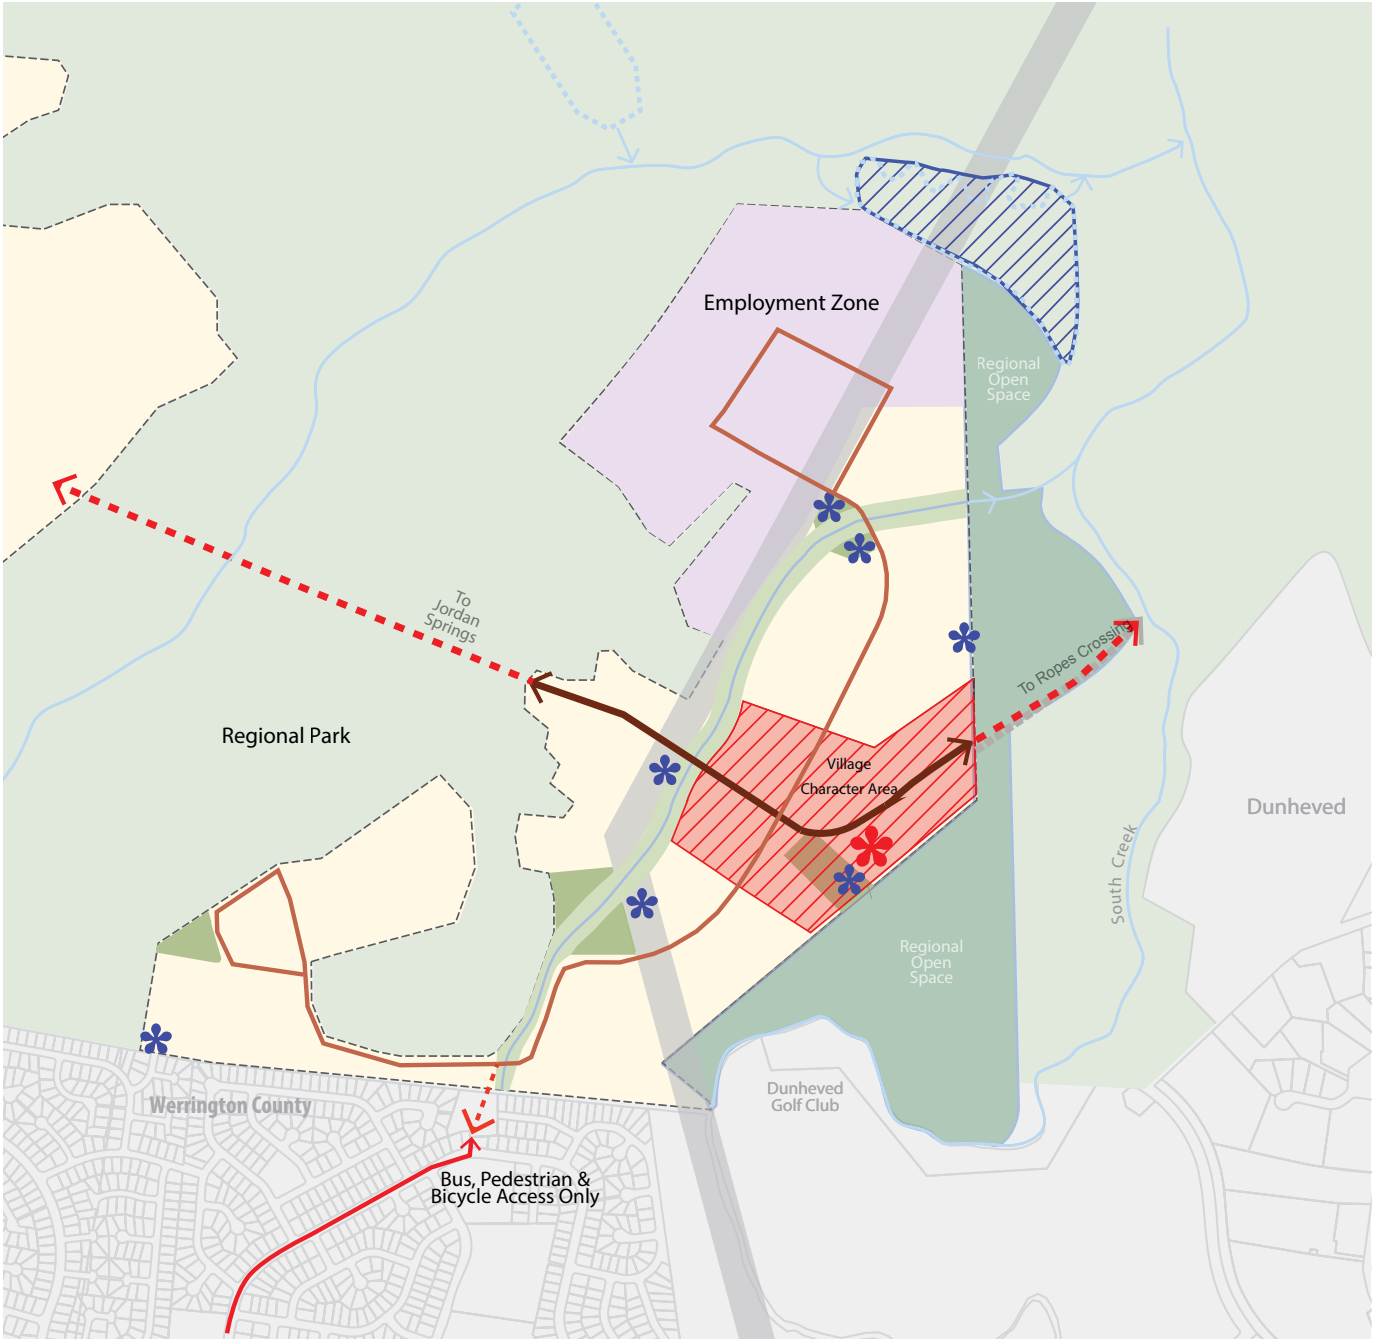 Employment Zone
Regional
Open
Space
To
Jordan
Springs
To Ropes Crossing
Regional Park
Village
Character Area
Dunheved
South Creek
Regional
Open
Space
Dunheved
Golf Club
Werrington County
Bus, Pedestrian &
Bicycle Access Only